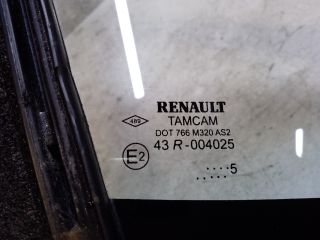 RENAULT
TAMCAM
DOT 766 M320 AS2
E2 43 R-004025
.....5